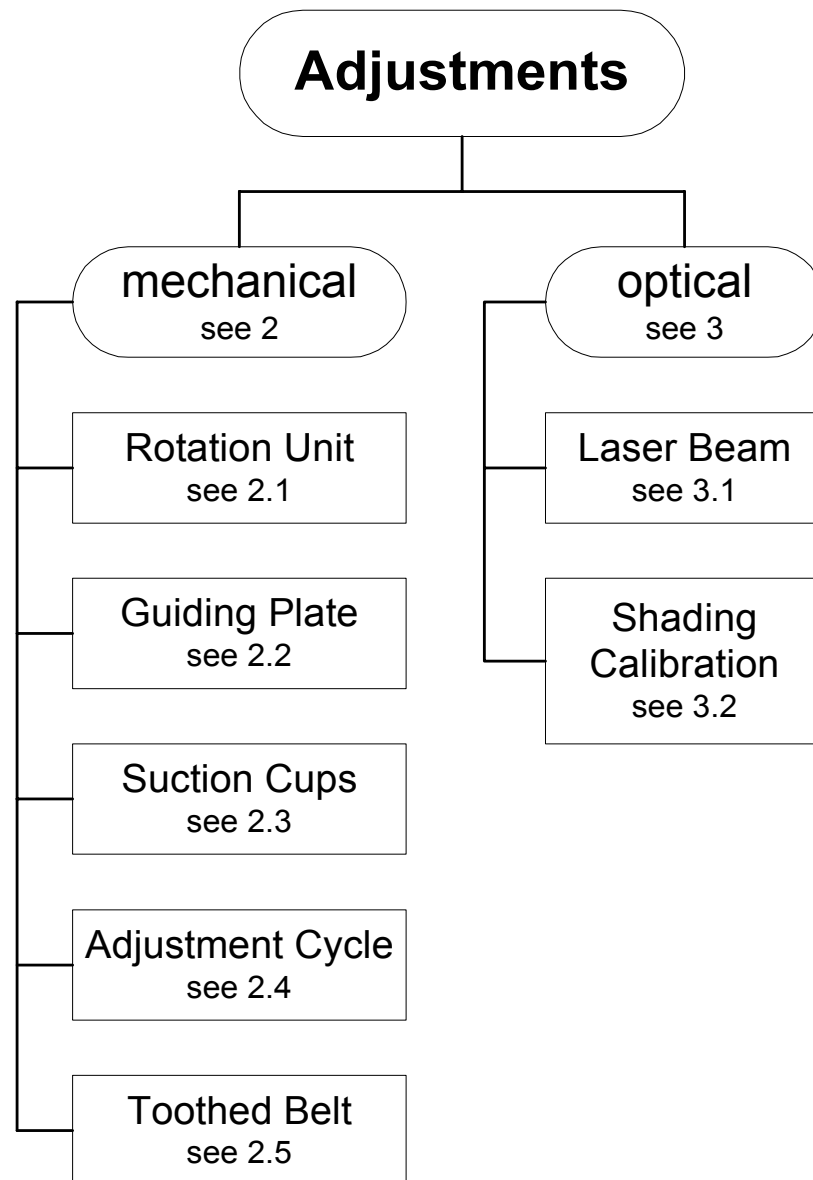 Adjustments
mechanical
see 2
Rotation Unit
see 2.1
Guiding Plate
see 2.2
Suction Cups
see 2.3
Adjustment Cycle
see 2.4
Toothed Belt
see 2.5
optical
see 3
Laser Beam
see 3.1
Shading
Calibration
see 3.2